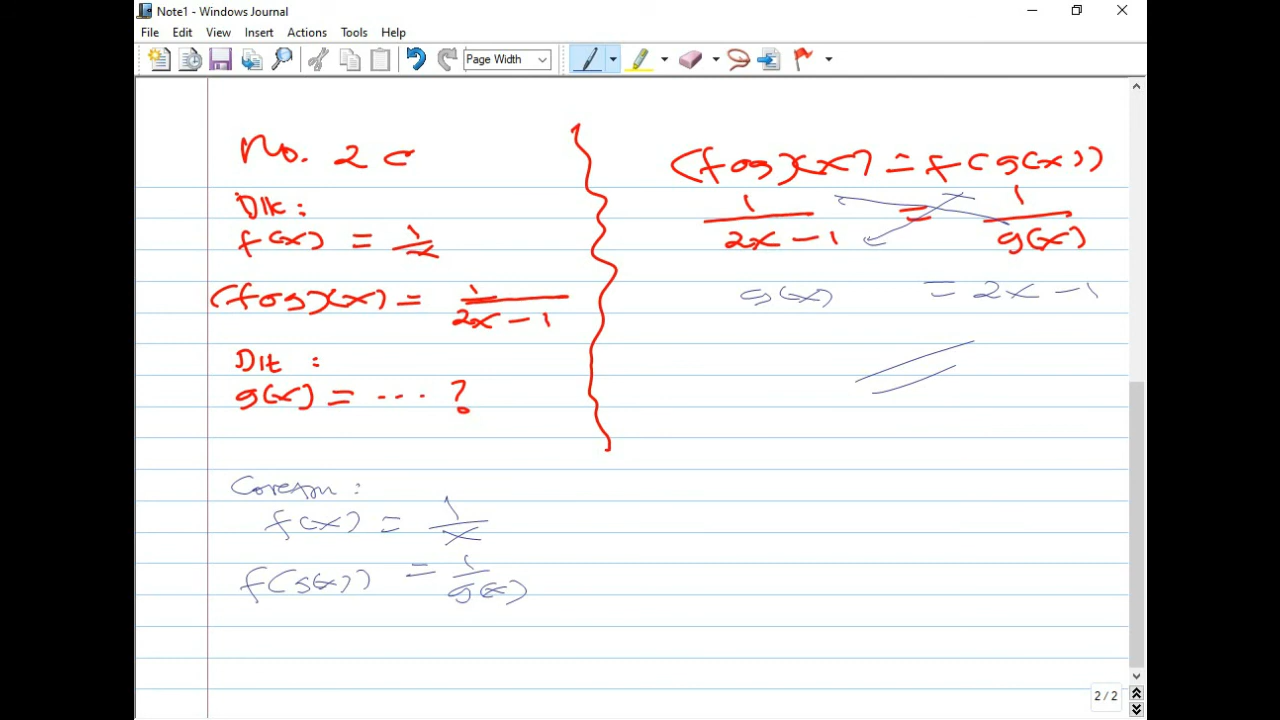 Note1 - Windows Journal
File Edit View Insert Actions Tools Help
Page Width
No. 2 c
Dik :
f(x) = 1/x
(fog)(x) = 1/(2x - 1)
Dit :
g(x) = ... ?
Coretan :
f(x) = 1/x
f(g(x)) = 1/g(x)
(fog)(x) = f(g(x))
1/(2x - 1) = 1/g(x)
g(x) = 2x - 1
2 / 2